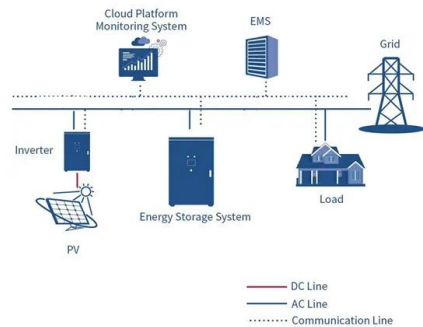 Cloud Platform
Monitoring System
EMS
Grid
Inverter
Energy Storage System
Load
PV
DC Line
AC Line
Communication Line